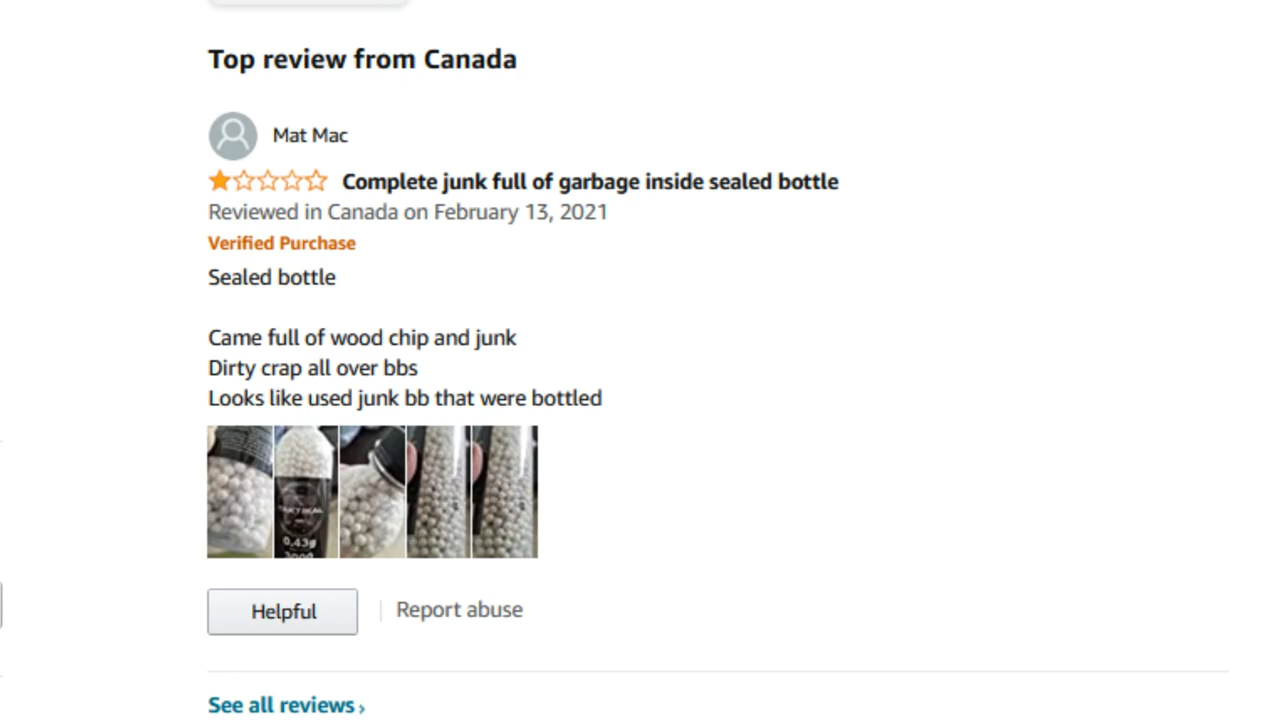 Top review from Canada
Mat Mac
Complete junk full of garbage inside sealed bottle
Reviewed in Canada on February 13, 2021
Verified Purchase
Sealed bottle
Came full of wood chip and junk
Dirty crap all over bbs
Looks like used junk bb that were bottled
0.43g
Helpful
Report abuse
See all reviews ›